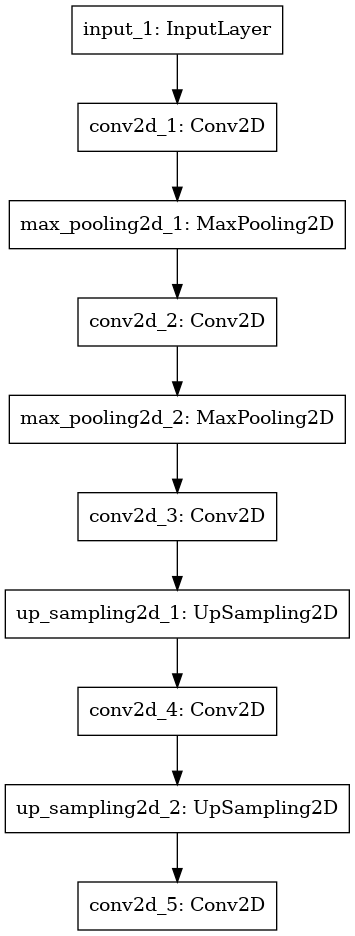 input_1: InputLayer
conv2d_1: Conv2D
max_pooling2d_1: MaxPooling2D
conv2d_2: Conv2D
max_pooling2d_2: MaxPooling2D
conv2d_3: Conv2D
up_sampling2d_1: UpSampling2D
conv2d_4: Conv2D
up_sampling2d_2: UpSampling2D
conv2d_5: Conv2D